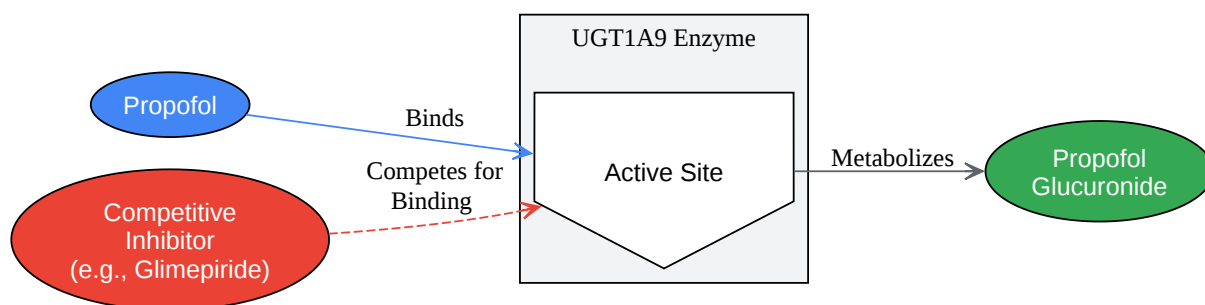 UGT1A9 Enzyme
Propofol
Binds
Competes for
Binding
Active Site
Metabolizes
Propofol
Glucuronide
Competitive
Inhibitor
(e.g., Glimepiride)